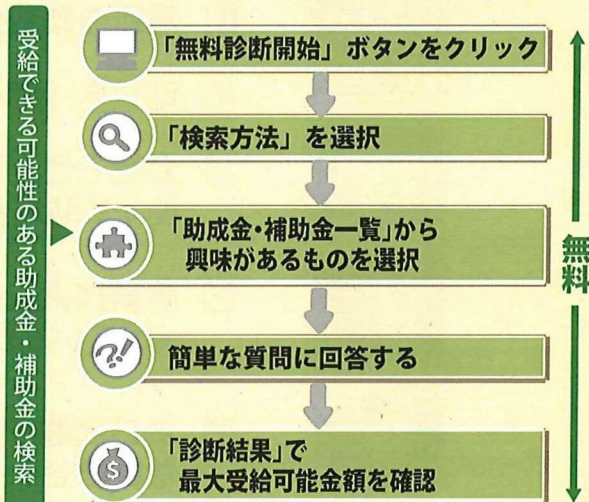 受給できる可能性のある助成金・補助金の検索
「無料診断開始」ボタンをクリック
「検索方法」を選択
「助成金・補助金一覧」から
興味があるものを選択
?!
簡単な質問に回答する
$
「診断結果」で
最大受給可能金額を確認
無料